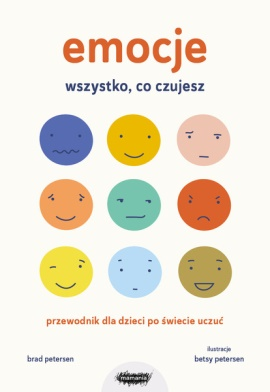 emocje
wszystko, co czujesz
przewodnik dla dzieci po świecie uczuć
brad petersen
ilustracje
betsy petersen
mamania